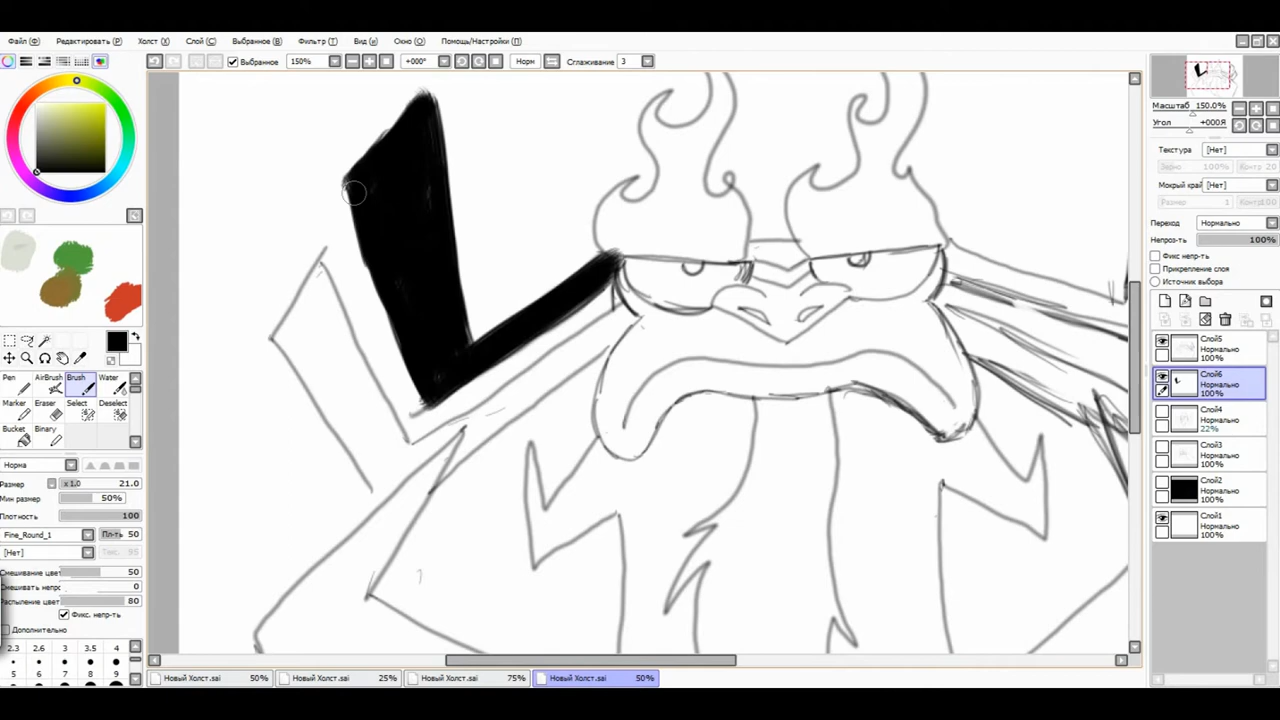 Файл (Ф) Редактировать (Р) Холст (Х) Слой (С) Выбранное (В) Фильтр (Т) Вид (и) Окно (О) Помощь/Настройки (П)
Выбранное 150% +000° Норм Сглаживание 3
Масштаб 150.0%
Угол +000Я
Текстура [Нет]
Зерно 100% Контр 20
Мокрый край [Нет]
Размер 1 Контр 100
Переход Нормально
Непроз-ть 100%
Фикс непр-ть
Прикрепление слоя
Источник выбора
Слой5
Нормально
100%
Слой6
Нормально
100%
Слой4
Нормально
22%
Слой3
Нормально
100%
Слой2
Нормально
100%
Слой1
Нормально
100%
Pen AirBrush Brush Water
Marker Eraser Select Deselect
Bucket Binary
Норма
Размер x 1.0 21.0
Мин размер 50%
Плотность 100
Fine_Round_1 Пл-ть 50
[Нет] Текс. 95
Смешивание цвет 50
Смешивать непро 0
Распыление цвет 80
Фикс. непр-ть
Дополнительно
2.3 2.6 3 3.5 4
5 6 7 8 9
Новый Холст.sai 50% Новый Холст.sai 25% Новый Холст.sai 75% Новый Холст.sai 50%